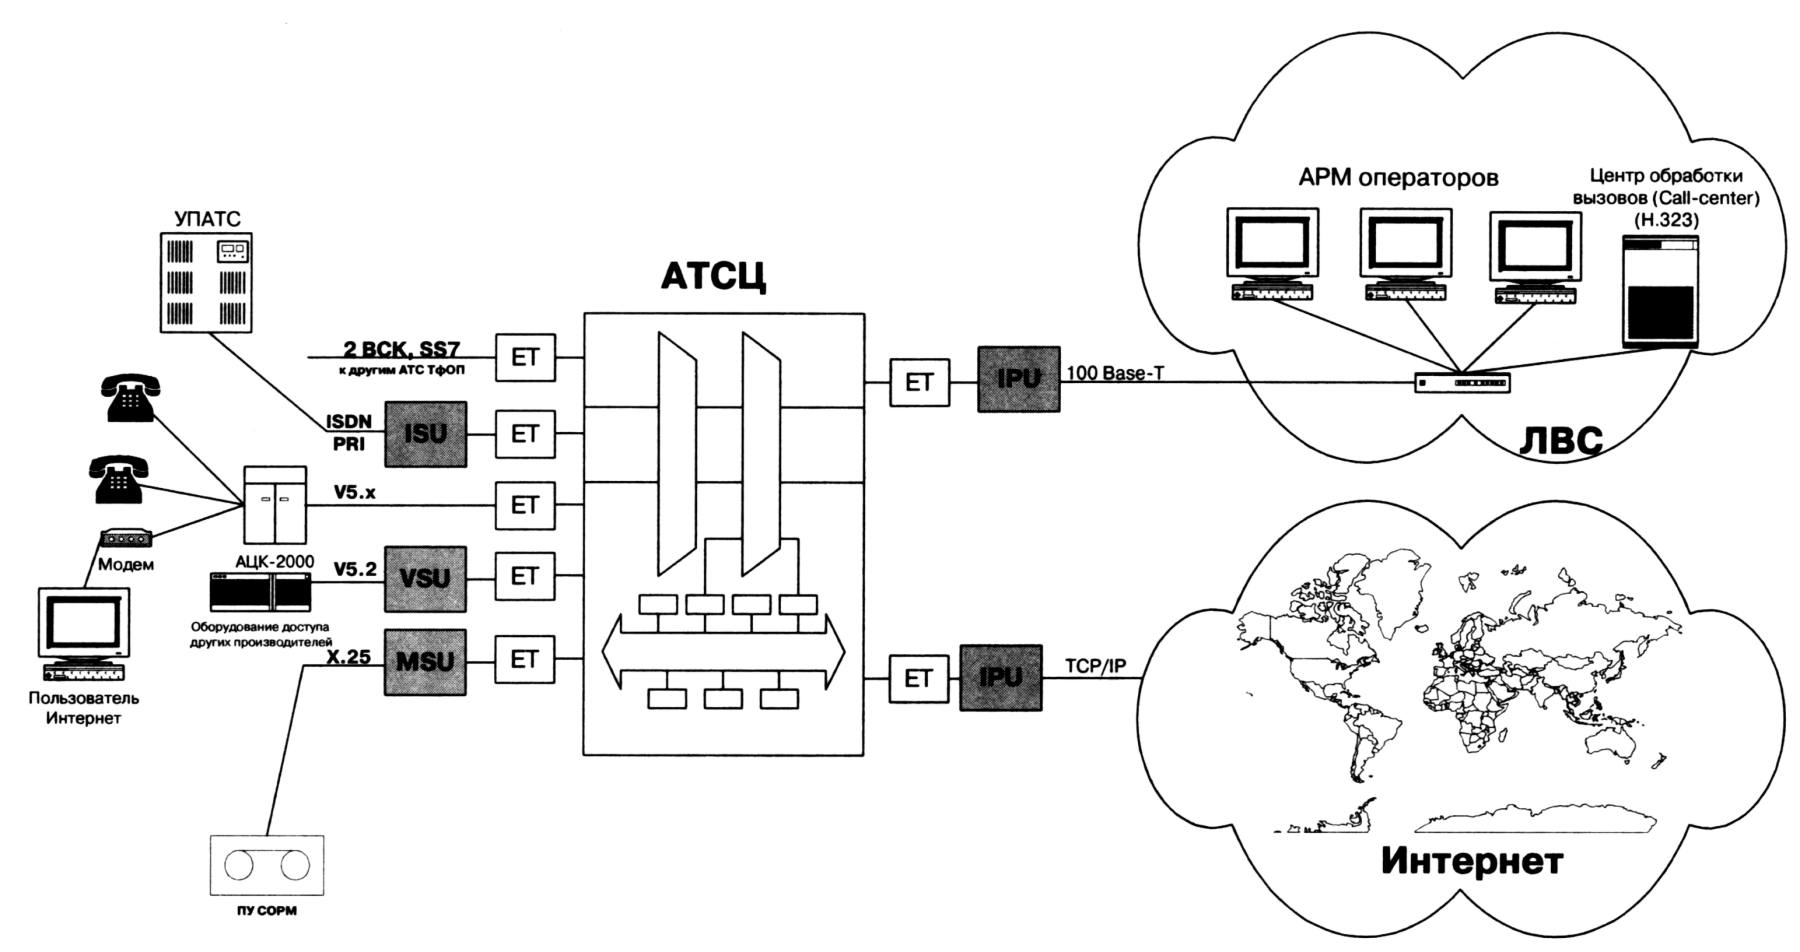 АРМ операторов
Центр обработки
вызовов (Call-center)
(H.323)
УПАТС
АТСЦ
2 ВСК, SS7
к другим АТС ТфОП
ET
ET
IPU
100 Base-T
ISDN
PRI
ISU
ET
ЛВС
V5.x
ET
Модем
АЦК-2000
V5.2
VSU
ET
Оборудование доступа
других производителей
X.25
MSU
ET
ET
IPU
TCP/IP
Пользователь
Интернет
Интернет
ПУ СОРМ